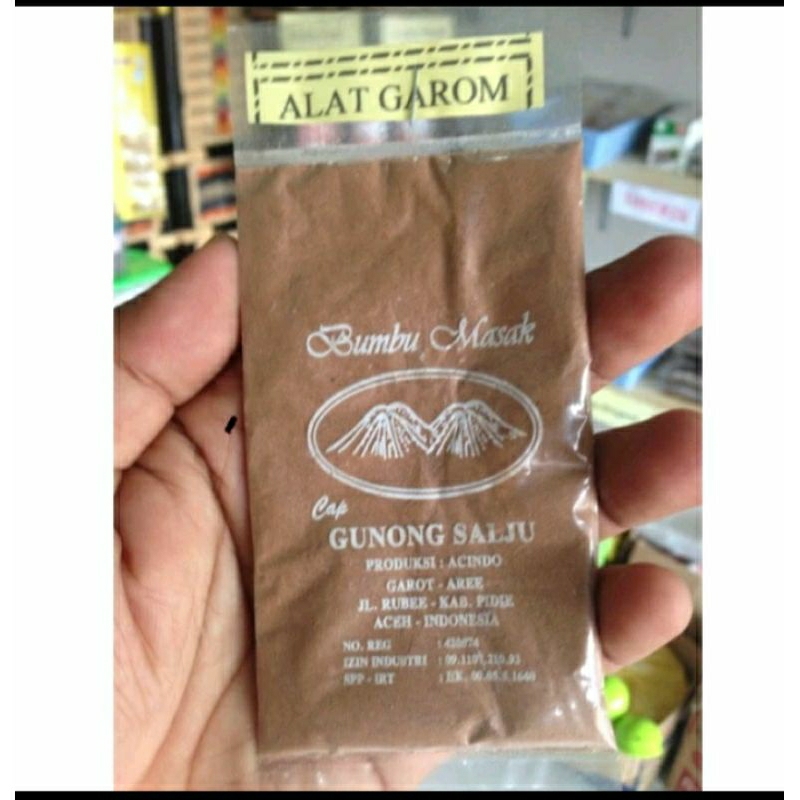 ALAT GAROM
Bumbu Masak
Cap
GUNONG SALJU
PRODUKSI : ACINDO
GAROT - AREE
JL. RUBEE - KAB. PIDIE
ACEH - INDONESIA
NO. REG :
IZIN INDUSTRI :
SPP - IRT :